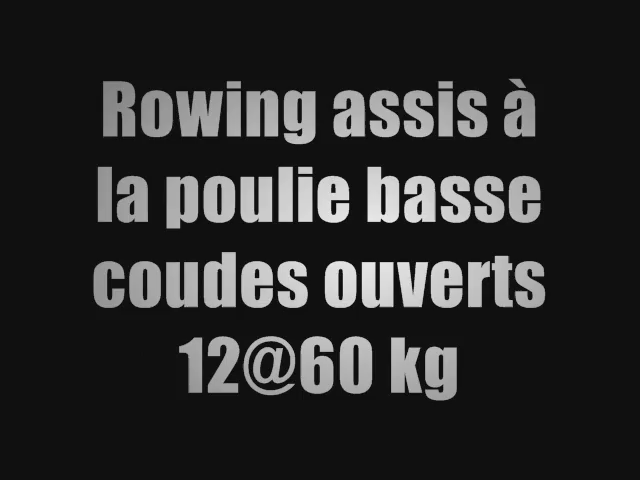 Rowing assis à
la poulie basse
coudes ouverts
12@60 kg